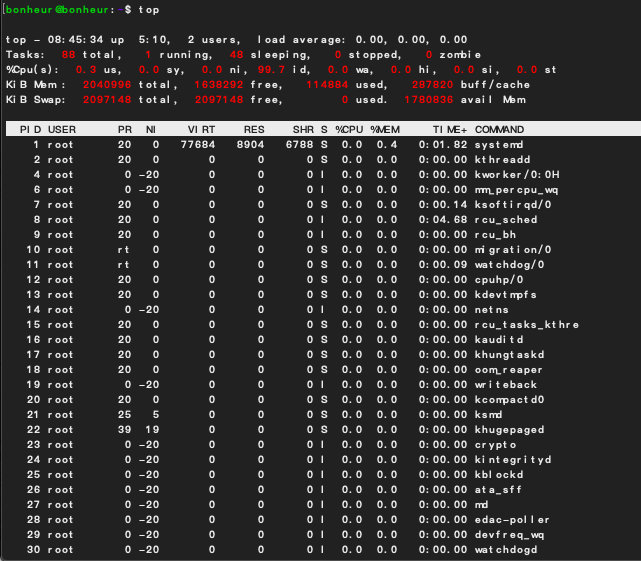 bonheur@bonheur:~$ top
top - 08:45:34 up 5:10, 2 users, load average: 0.00, 0.00, 0.00
Tasks: 88 total, 1 running, 48 sleeping, 0 stopped, 0 zombie
%Cpu(s): 0.3 us, 0.0 sy, 0.0 ni, 99.7 id, 0.0 wa, 0.0 hi, 0.0 si, 0.0 st
KiB Mem : 2040996 total, 1638292 free, 114884 used, 287820 buff/cache
KiB Swap: 2097148 total, 2097148 free, 0 used. 1780836 avail Mem
PID USER PR NI VIRT RES SHR S %CPU %MEM TIME+ COMMAND
1 root 20 0 77684 8904 6788 S 0.0 0.4 0:01.82 systemd
2 root 20 0 0 0 0 S 0.0 0.0 0:00.00 kthreadd
4 root 0 -20 0 0 0 I 0.0 0.0 0:00.00 kworker/0:0H
6 root 0 -20 0 0 0 I 0.0 0.0 0:00.00 mm_percpu_wq
7 root 20 0 0 0 0 S 0.0 0.0 0:00.14 ksoftirqd/0
8 root 20 0 0 0 0 I 0.0 0.0 0:04.68 rcu_sched
9 root 20 0 0 0 0 I 0.0 0.0 0:00.00 rcu_bh
10 root rt 0 0 0 0 S 0.0 0.0 0:00.00 migration/0
11 root rt 0 0 0 0 S 0.0 0.0 0:00.09 watchdog/0
12 root 20 0 0 0 0 S 0.0 0.0 0:00.00 cpuhp/0
13 root 20 0 0 0 0 S 0.0 0.0 0:00.00 kdevtmpfs
14 root 0 -20 0 0 0 I 0.0 0.0 0:00.00 netns
15 root 20 0 0 0 0 S 0.0 0.0 0:00.00 rcu_tasks_kthre
16 root 20 0 0 0 0 S 0.0 0.0 0:00.00 kauditd
17 root 20 0 0 0 0 S 0.0 0.0 0:00.00 khungtaskd
18 root 20 0 0 0 0 S 0.0 0.0 0:00.00 oom_reaper
19 root 0 -20 0 0 0 I 0.0 0.0 0:00.00 writeback
20 root 20 0 0 0 0 S 0.0 0.0 0:00.00 kcompactd0
21 root 25 5 0 0 0 S 0.0 0.0 0:00.00 ksmd
22 root 39 19 0 0 0 S 0.0 0.0 0:00.00 khugepaged
23 root 0 -20 0 0 0 I 0.0 0.0 0:00.00 crypto
24 root 0 -20 0 0 0 I 0.0 0.0 0:00.00 kintegrityd
25 root 0 -20 0 0 0 I 0.0 0.0 0:00.00 kblockd
26 root 0 -20 0 0 0 I 0.0 0.0 0:00.00 ata_sff
27 root 0 -20 0 0 0 I 0.0 0.0 0:00.00 md
28 root 0 -20 0 0 0 I 0.0 0.0 0:00.00 edac-poller
29 root 0 -20 0 0 0 I 0.0 0.0 0:00.00 devfreq_wq
30 root 0 -20 0 0 0 I 0.0 0.0 0:00.00 watchdogd